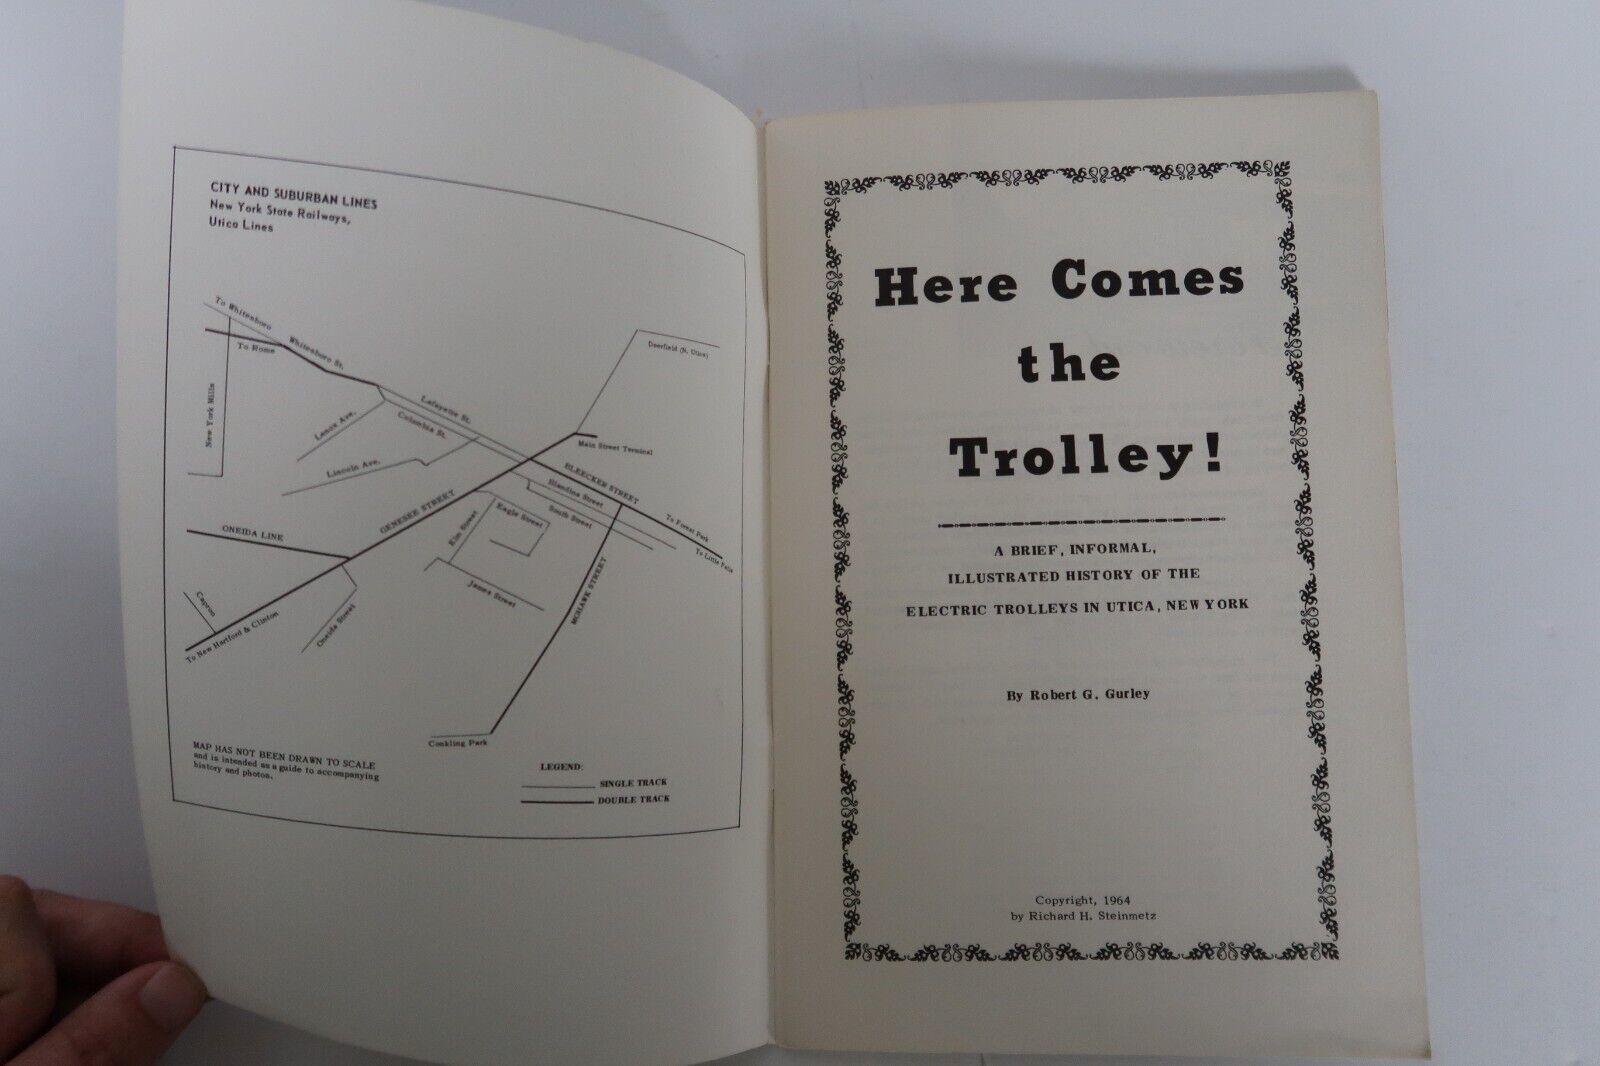 CITY AND SUBURBAN LINES
New York State Railways,
Utica Lines
To Whitesboro
To Rome
Whitesboro St.
New York Mills
Lenox Ave.
Lafayette St.
Columbia St.
Lincoln Ave.
Deerfield (N. Utica)
Main Street Terminal
BLEECKER STREET
Blandina Street
South Street
To Forest Park
To Little Falls
GENESEE STREET
Elm Street
Eagle Street
James Street
MOHAWK STREET
ONEIDA LINE
Capron
To New Hartford & Clinton
Oneida Street
Conkling Park
MAP HAS NOT BEEN DRAWN TO SCALE
and is intended as a guide to accompanying
history and photos.
LEGEND:
SINGLE TRACK
DOUBLE TRACK
Here Comes
the
Trolley!
A BRIEF, INFORMAL,
ILLUSTRATED HISTORY OF THE
ELECTRIC TROLLEYS IN UTICA, NEW YORK
By Robert G. Gurley
Copyright, 1964
by Richard H. Steinmetz